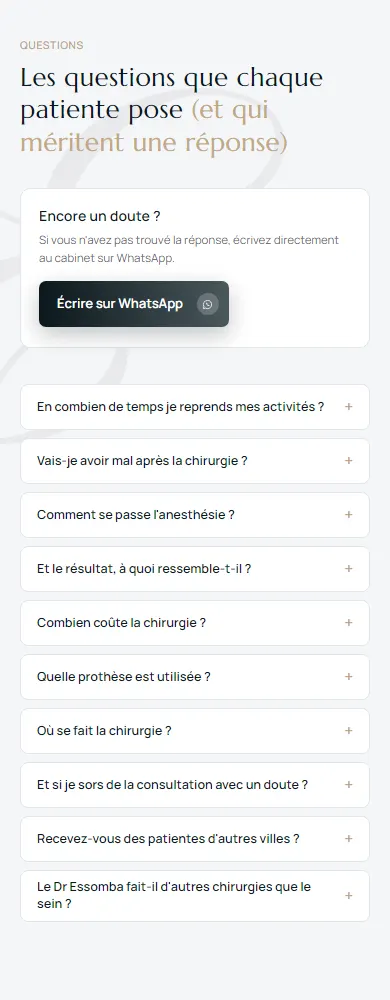 QUESTIONS
Les questions que chaque
patiente pose (et qui
méritent une réponse)
Encore un doute ?
Si vous n'avez pas trouvé la réponse, écrivez directement
au cabinet sur WhatsApp.
Écrire sur WhatsApp
En combien de temps je reprends mes activités ? +
Vais-je avoir mal après la chirurgie ? +
Comment se passe l'anesthésie ? +
Et le résultat, à quoi ressemble-t-il ? +
Combien coûte la chirurgie ? +
Quelle prothèse est utilisée ? +
Où se fait la chirurgie ? +
Et si je sors de la consultation avec un doute ? +
Recevez-vous des patientes d'autres villes ? +
Le Dr Essomba fait-il d'autres chirurgies que le
sein ? +